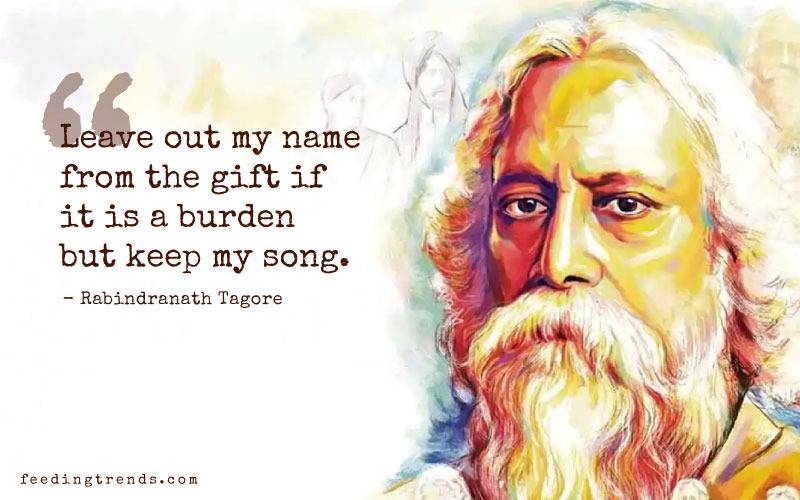 “
Leave out my name
from the gift if
it is a burden
but keep my song.
– Rabindranath Tagore
feedingtrends.com